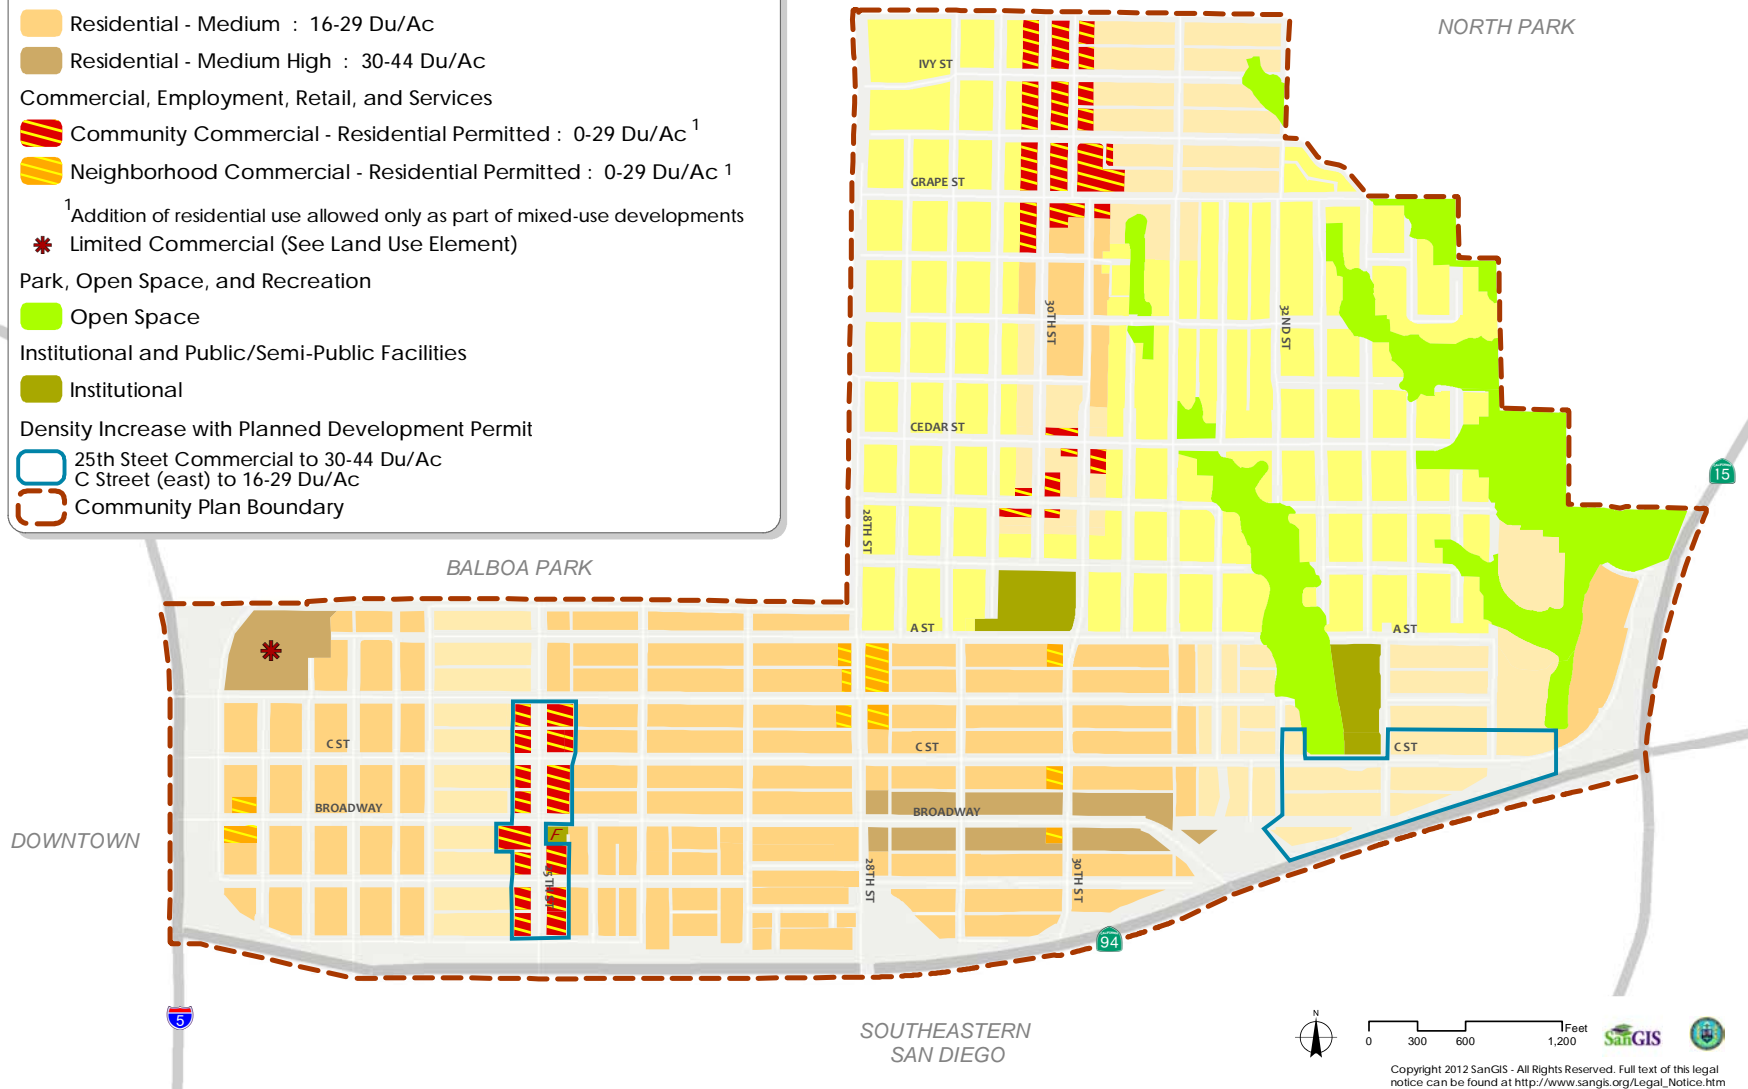 Residential - Medium : 16-29 Du/Ac
Residential - Medium High : 30-44 Du/Ac
Commercial, Employment, Retail, and Services
Community Commercial - Residential Permitted : 0-29 Du/Ac 1
Neighborhood Commercial - Residential Permitted : 0-29 Du/Ac 1
1Addition of residential use allowed only as part of mixed-use developments
Limited Commercial (See Land Use Element)
Park, Open Space, and Recreation
Open Space
Institutional and Public/Semi-Public Facilities
Institutional
Density Increase with Planned Development Permit
25th Steet Commercial to 30-44 Du/Ac
C Street (east) to 16-29 Du/Ac
Community Plan Boundary
NORTH PARK
IVY ST
GRAPE ST
30TH ST
32ND ST
CEDAR ST
28TH ST
15
BALBOA PARK
A ST
A ST
C ST
C ST
C ST
BROADWAY
BROADWAY
DOWNTOWN
F
28TH ST
30TH ST
94
5
SOUTHEASTERN
SAN DIEGO
N
Feet
0 300 600 1,200
SanGIS
Copyright 2012 SanGIS - All Rights Reserved. Full text of this legal
notice can be found at http://www.sangis.org/Legal_Notice.htm